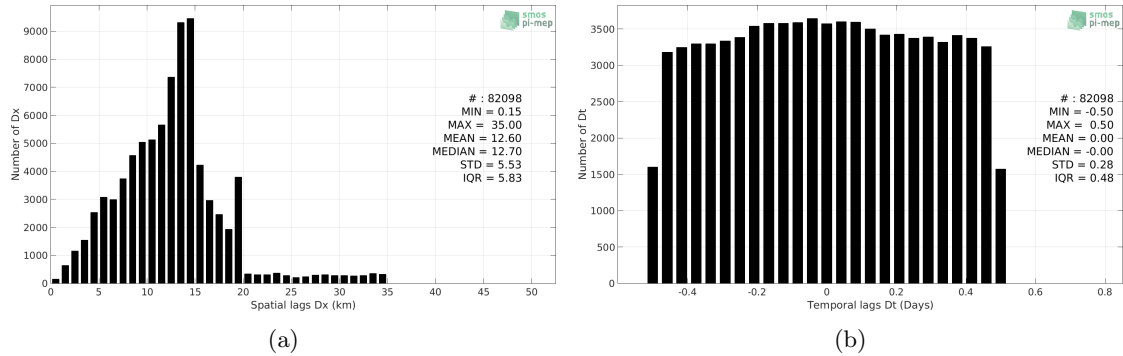 smos
pi-mep
9000
8000
7000
6000
5000
4000
3000
2000
1000
0
Number of Dx
# : 82098
MIN = 0.15
MAX = 35.00
MEAN = 12.60
MEDIAN = 12.70
STD = 5.53
IQR = 5.83
0 5 10 15 20 25 30 35 40 45 50
Spatial lags Dx (km)
(a)
smos
pi-mep
3500
3000
2500
2000
1500
1000
500
0
Number of Dt
# : 82098
MIN = -0.50
MAX = 0.50
MEAN = 0.00
MEDIAN = -0.00
STD = 0.28
IQR = 0.48
-0.4 -0.2 0 0.2 0.4 0.6 0.8
Temporal lags Dt (Days)
(b)